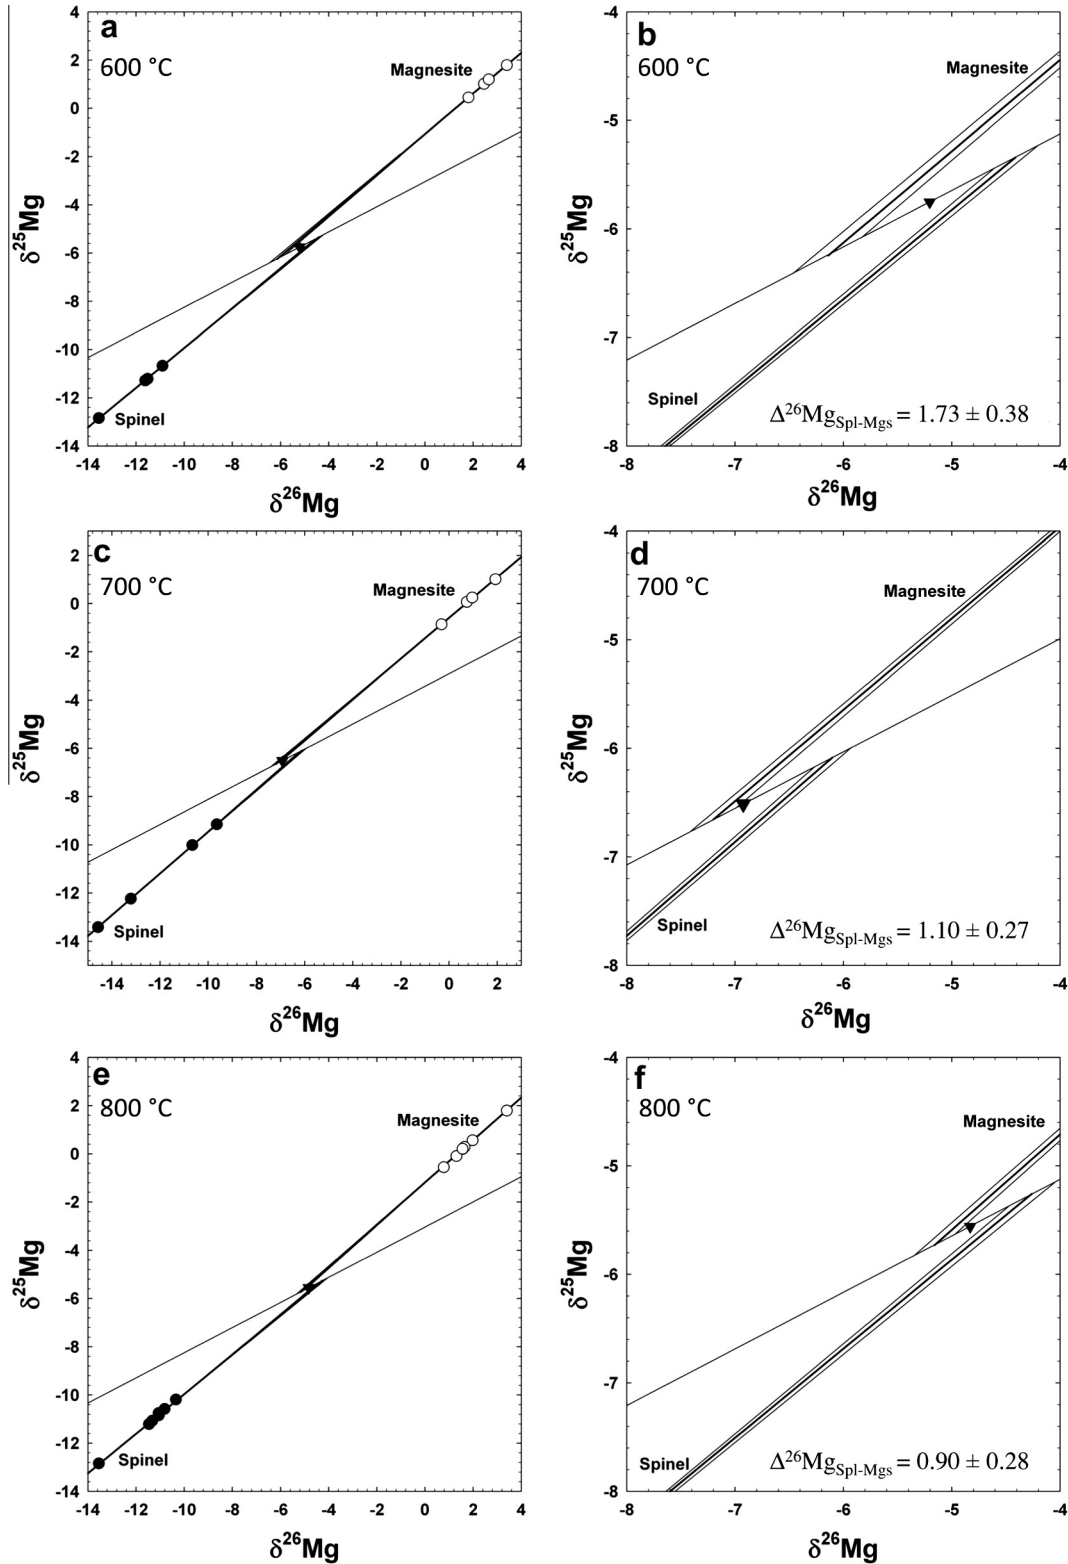 a
600 °C
Magnesite
Spinel
4
2
0
-2
-4
-6
-8
-10
-12
-14
-14 -12 -10 -8 -6 -4 -2 0 2 4
δ25Mg
δ26Mg
b
600 °C
Magnesite
Spinel
Δ26MgSpl-Mgs = 1.73 ± 0.38
-4
-5
-6
-7
-8
-8 -7 -6 -5 -4
δ25Mg
δ26Mg
c
700 °C
Magnesite
Spinel
2
0
-2
-4
-6
-8
-10
-12
-14
-14 -12 -10 -8 -6 -4 -2 0 2
δ25Mg
δ26Mg
d
700 °C
Magnesite
Spinel
Δ26MgSpl-Mgs = 1.10 ± 0.27
-4
-5
-6
-7
-8
-8 -7 -6 -5 -4
δ25Mg
δ26Mg
e
800 °C
Magnesite
Spinel
4
2
0
-2
-4
-6
-8
-10
-12
-14
-14 -12 -10 -8 -6 -4 -2 0 2 4
δ25Mg
δ26Mg
f
800 °C
Magnesite
Spinel
Δ26MgSpl-Mgs = 0.90 ± 0.28
-4
-5
-6
-7
-8
-8 -7 -6 -5 -4
δ25Mg
δ26Mg